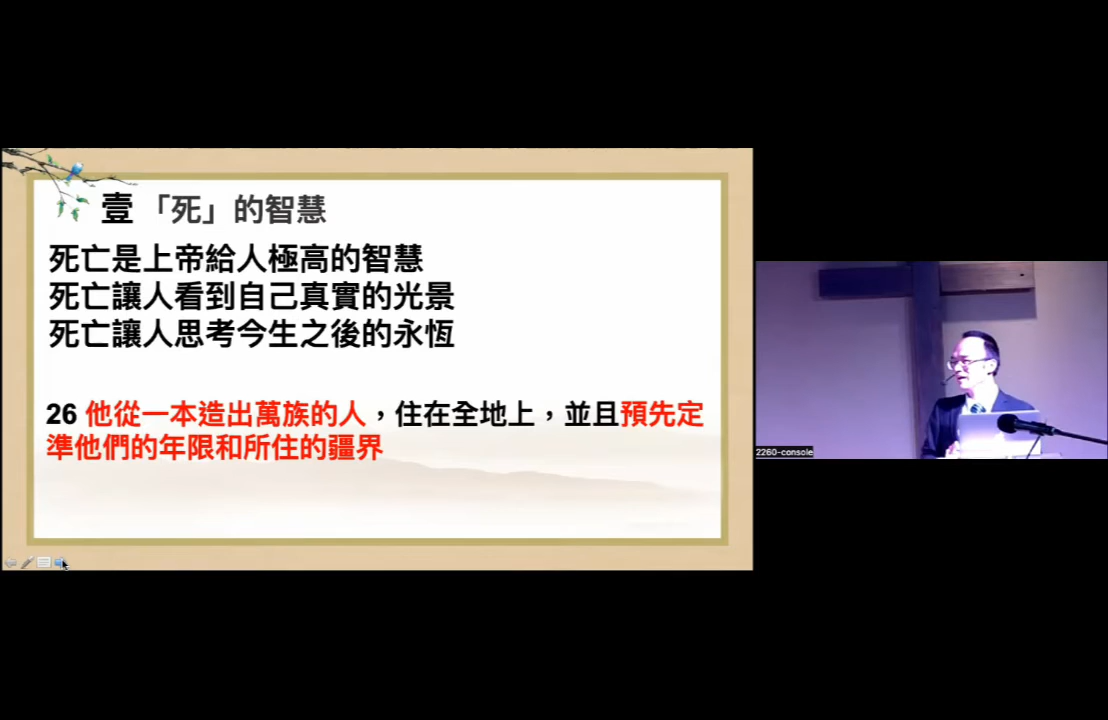 壹 「死」的智慧
死亡是上帝給人極高的智慧
死亡讓人看到自己真實的光景
死亡讓人思考今生之後的永恆
26 他從一本造出萬族的人，住在全地上，並且預先定
準他們的年限和所住的疆界
2260-console